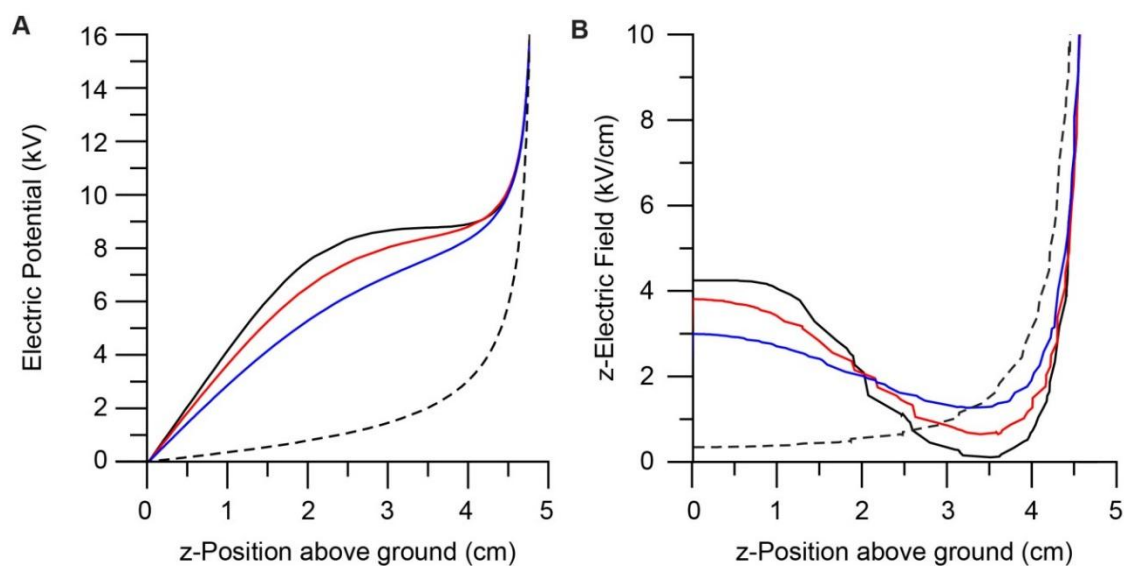 A
16
14
12
10
8
6
4
2
0
Electric Potential (kV)
0 1 2 3 4 5
z-Position above ground (cm)
B
10
8
6
4
2
0
z-Electric Field (kV/cm)
0 1 2 3 4 5
z-Position above ground (cm)